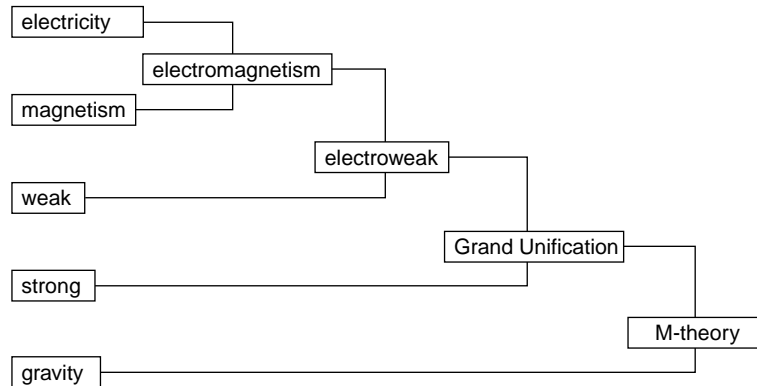 electricity
electromagnetism
magnetism
electroweak
weak
Grand Unification
strong
M-theory
gravity